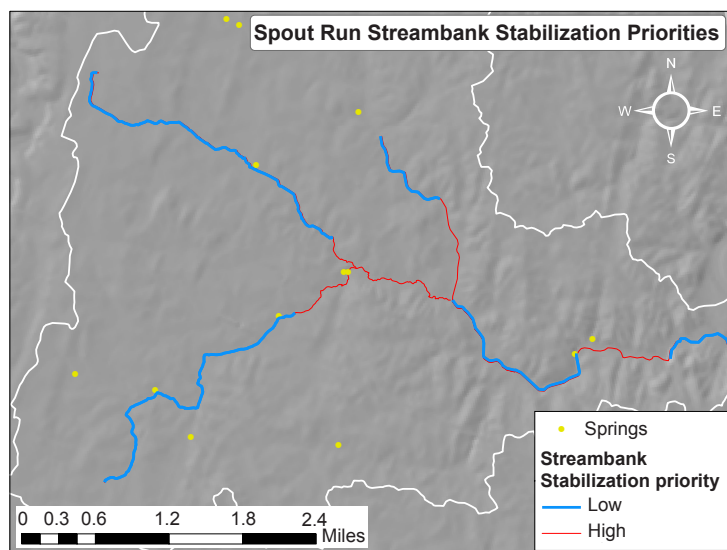 Spout Run Streambank Stabilization Priorities
N
W E
S
Springs
Streambank
Stabilization priority
Low
High
0 0.3 0.6 1.2 1.8 2.4
Miles